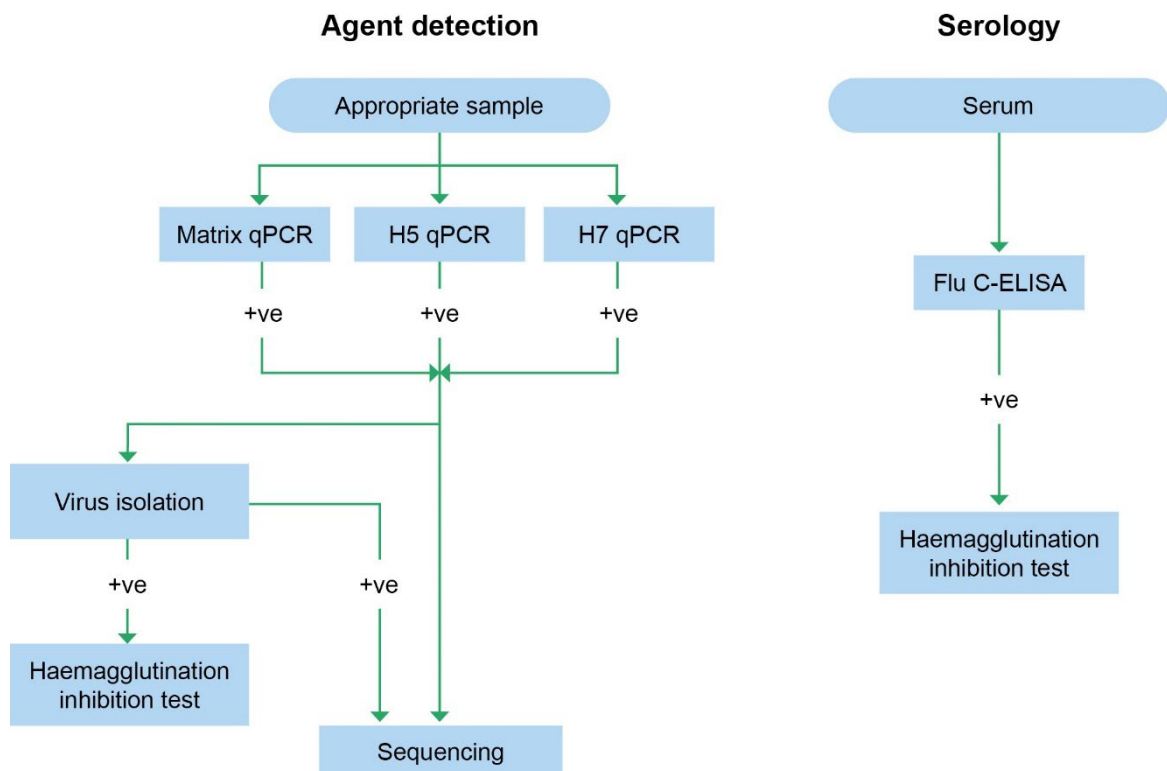 Agent detection
Serology
Appropriate sample
Serum
Matrix qPCR
H5 qPCR
H7 qPCR
Flu C-ELISA
+ve
+ve
+ve
+ve
Virus isolation
+ve
+ve
Haemagglutination
inhibition test
Haemagglutination
inhibition test
Sequencing